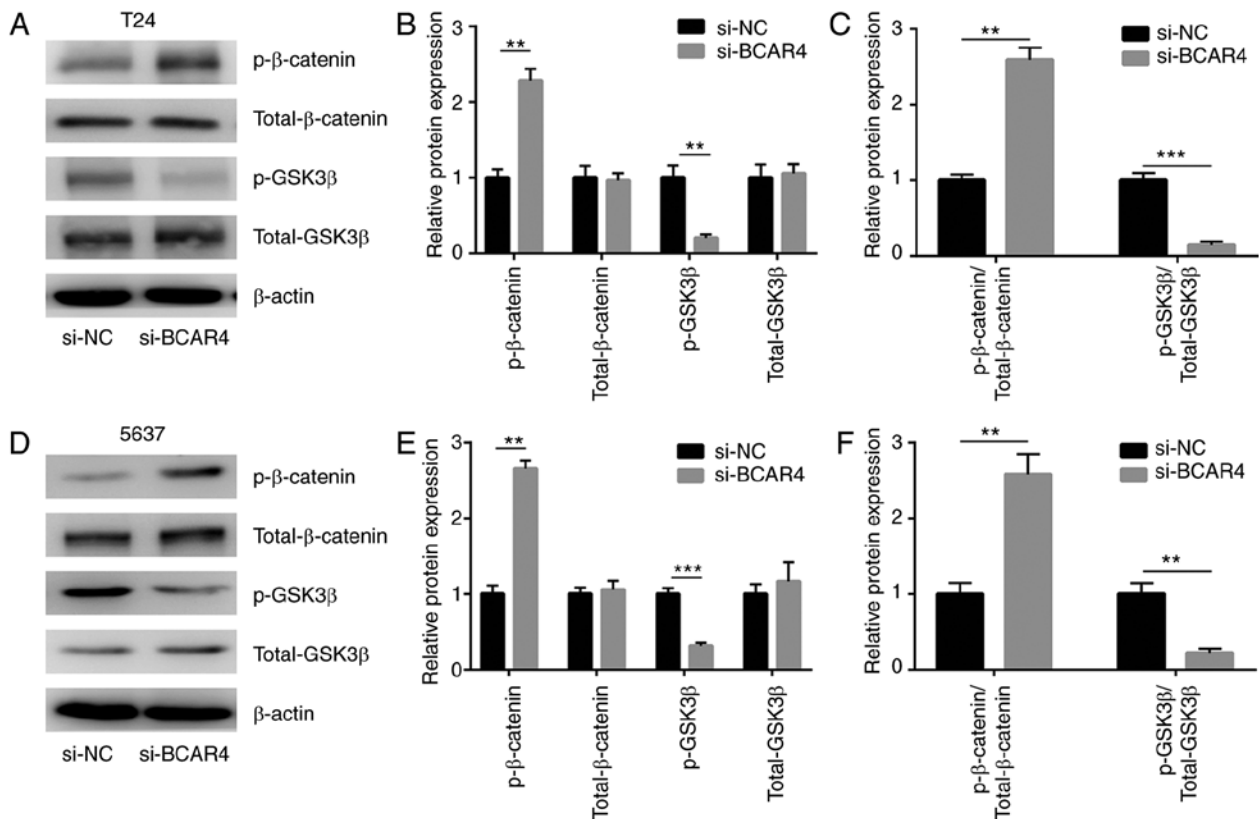 A
T24
p-β-catenin
Total-β-catenin
p-GSK3β
Total-GSK3β
β-actin
si-NC si-BCAR4
B
Relative protein expression
3
2
1
0
**
**
si-NC
si-BCAR4
p-β-catenin
Total-β-catenin
p-GSK3β
Total-GSK3β
C
Relative protein expression
3
2
1
0
**
***
si-NC
si-BCAR4
p-β-catenin/
Total-β-catenin
p-GSK3β/
Total-GSK3β
D
5637
p-β-catenin
Total-β-catenin
p-GSK3β
Total-GSK3β
β-actin
si-NC si-BCAR4
E
Relative protein expression
3
2
1
0
**
***
si-NC
si-BCAR4
p-β-catenin
Total-β-catenin
p-GSK3β
Total-GSK3β
F
Relative protein expression
3
2
1
0
**
**
si-NC
si-BCAR4
p-β-catenin/
Total-β-catenin
p-GSK3β/
Total-GSK3β